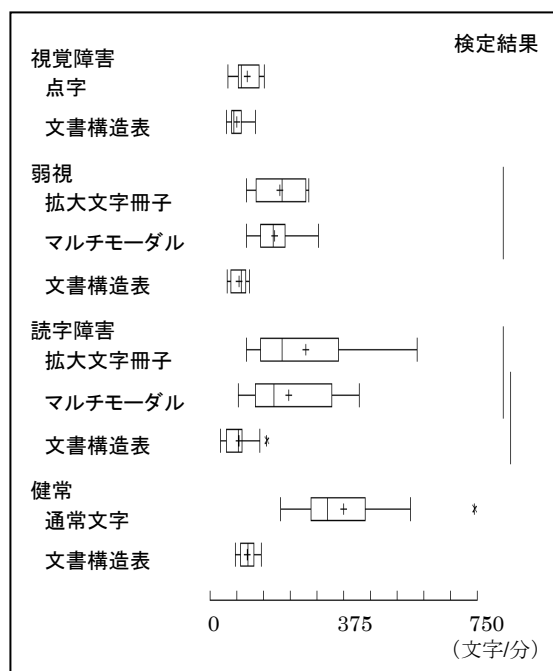 検定結果
視覚障害
点字
文書構造表
弱視
拡大文字冊子
マルチモーダル
文書構造表
読字障害
拡大文字冊子
マルチモーダル
文書構造表
健常
通常文字
文書構造表
0 375 750
(文字/分)